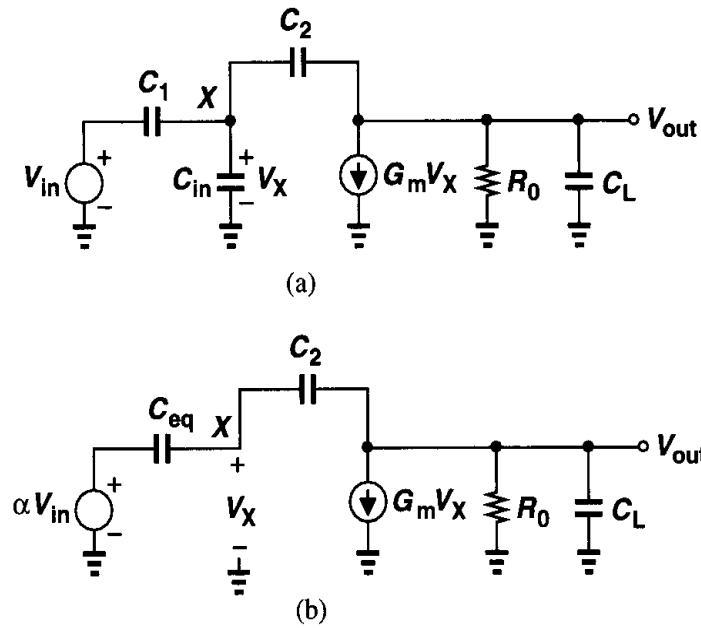 C2
C1
X
Vout
Vin
+
−
Cin
+
VX
−
GmVX
R0
CL
(a)
C2
Ceq
X
Vout
αVin
+
−
+
VX
−
GmVX
R0
CL
(b)